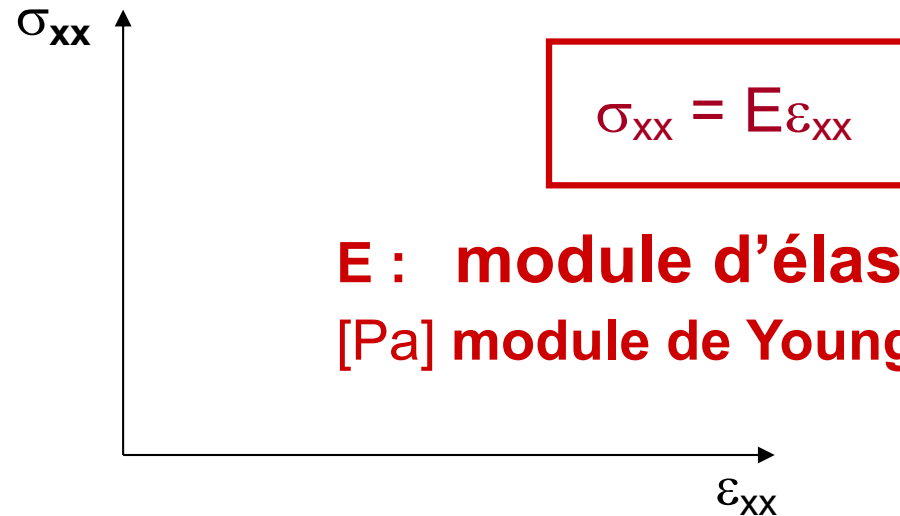 σxx
σxx = Eεxx
E : module d’élas
[Pa] module de Young
εxx